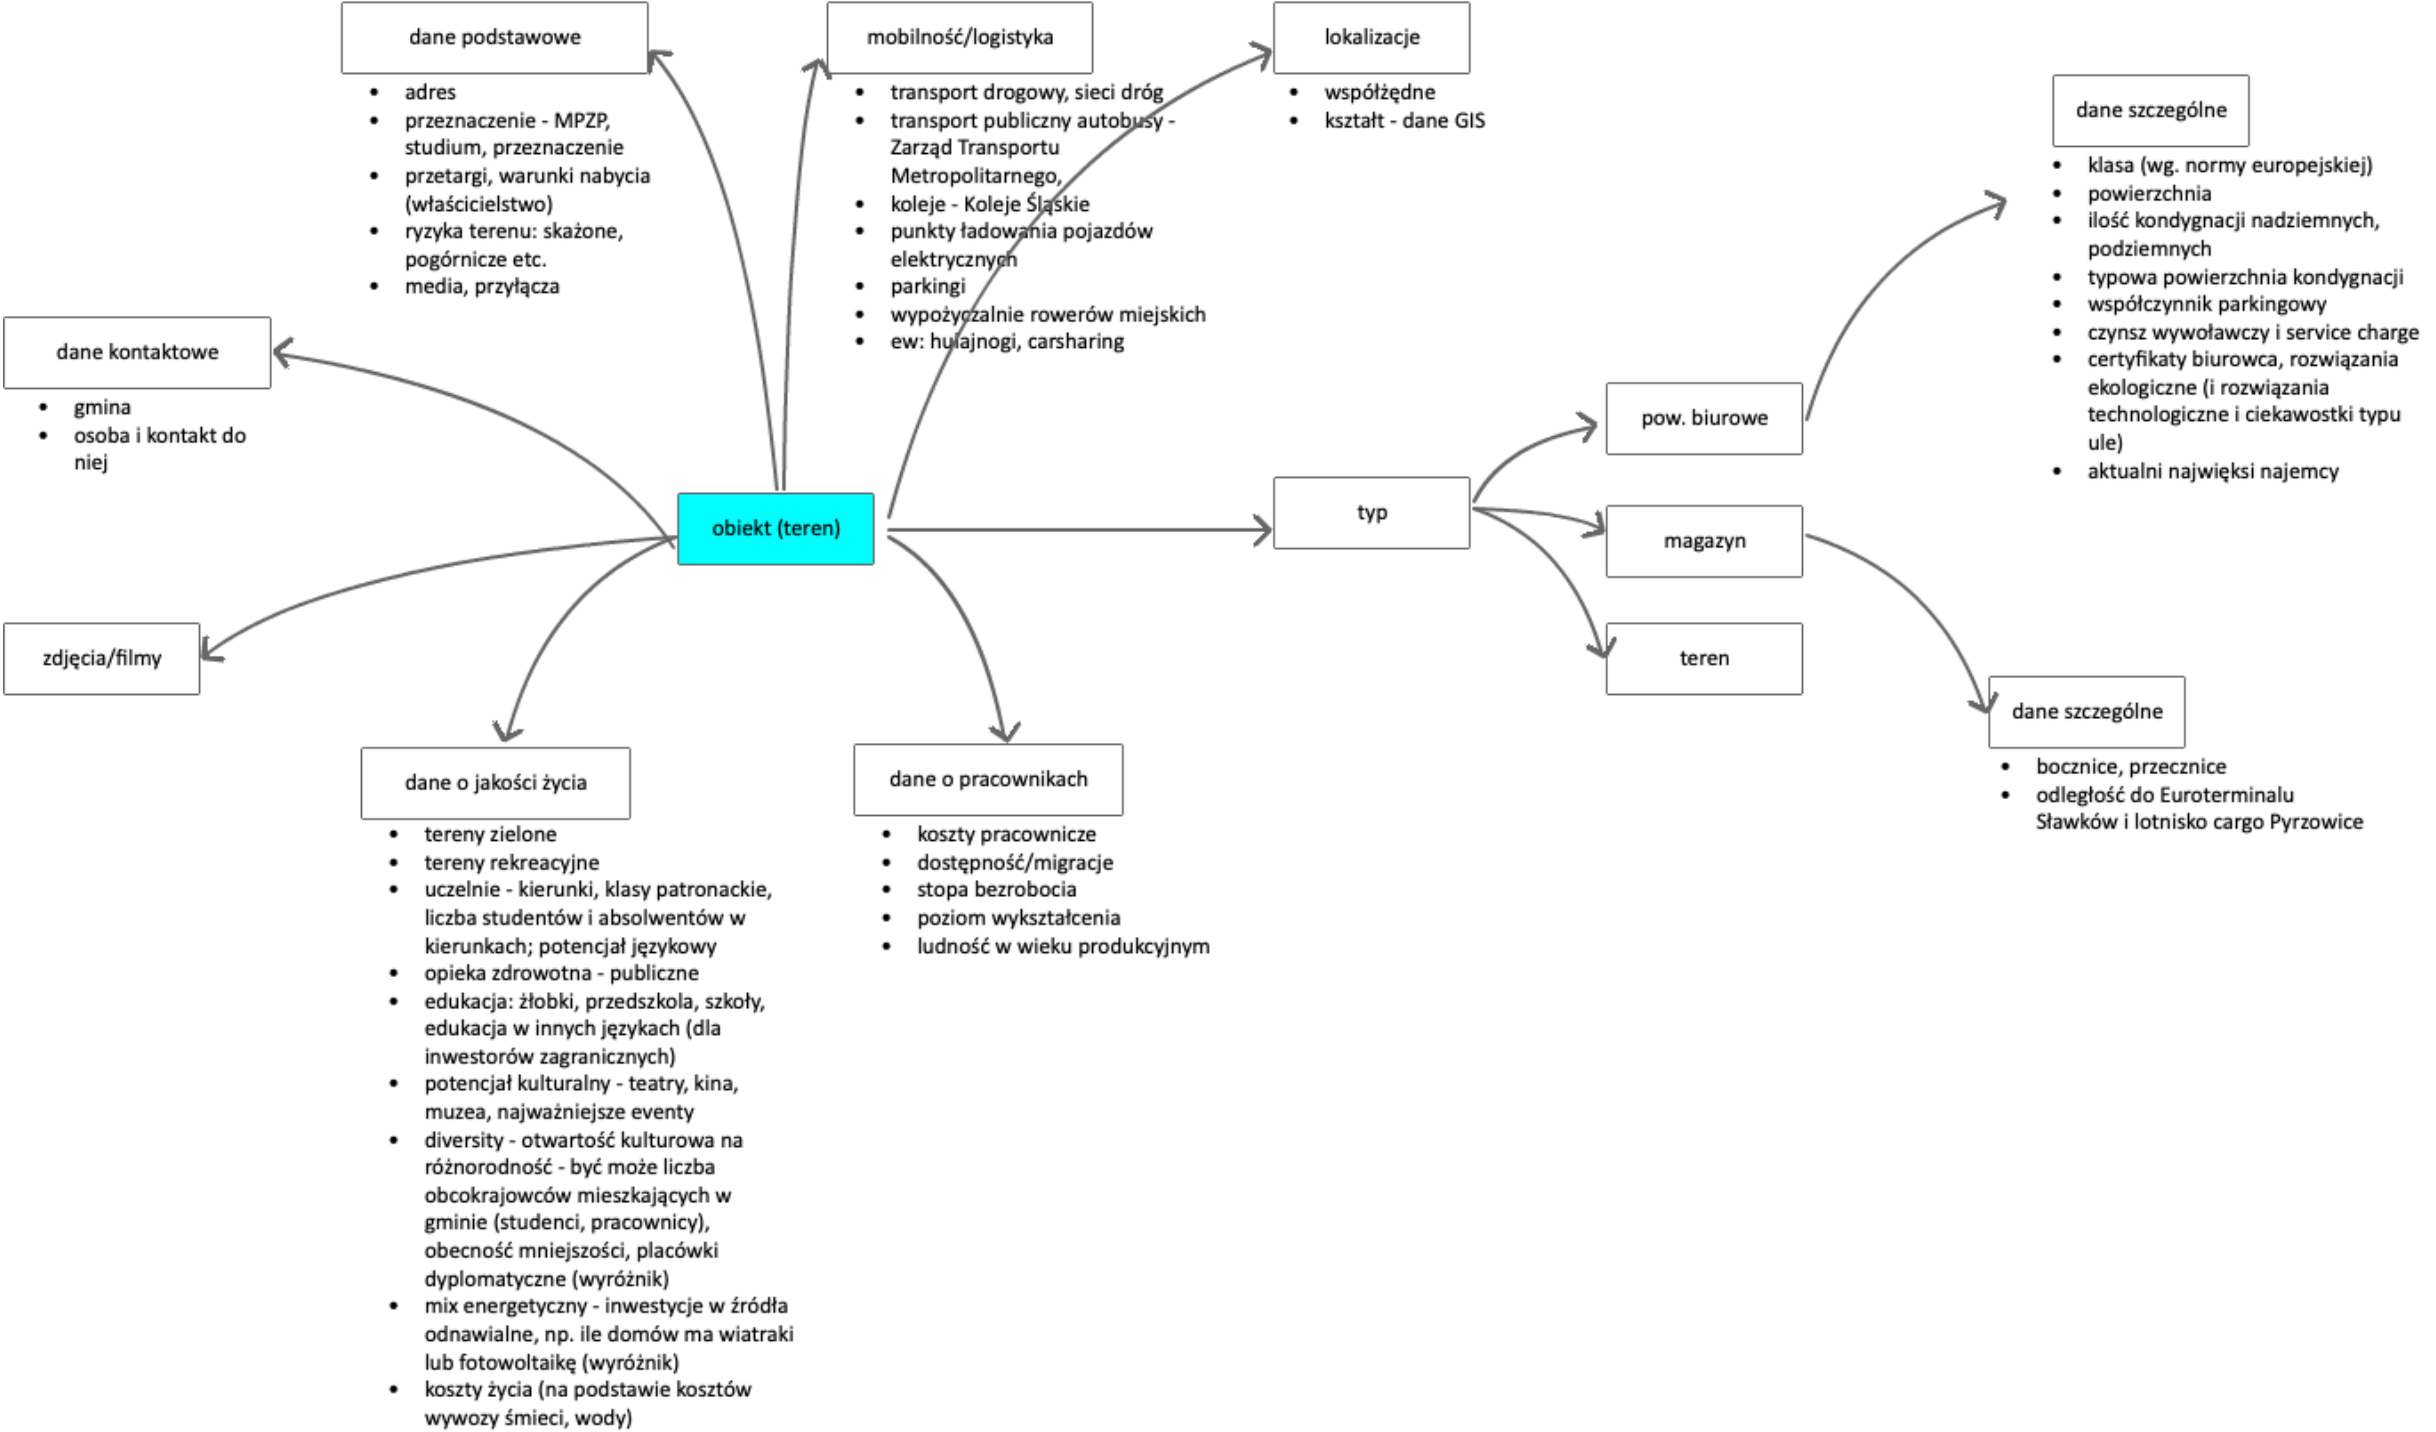 dane podstawowe
• adres
• przeznaczenie - MPZP,
studium, przeznaczenie
• przetargi, warunki nabycia
(właścicielstwo)
• ryzyka terenu: skażone,
pogórnicze etc.
• media, przyłącza
mobilność/logistyka
• transport drogowy, sieci dróg
• transport publiczny autobusy -
Zarząd Transportu
Metropolitarnego,
• koleje - Koleje Śląskie
• punkty ładowania pojazdów
elektrycznych
• parkingi
• wypożyczalnie rowerów miejskich
• ew: hulajnogi, carsharing
lokalizacje
• współżędne
• kształt - dane GIS
dane szczególne
• klasa (wg. normy europejskiej)
• powierzchnia
• ilość kondygnacji nadziemnych,
podziemnych
• typowa powierzchnia kondygnacji
• współczynnik parkingowy
• czynsz wywoławczy i service charge
• certyfikaty biurowca, rozwiązania
ekologiczne (i rozwiązania
technologiczne i ciekawostki typu
ule)
• aktualni najwięksi najemcy
dane kontaktowe
• gmina
• osoba i kontakt do
niej
obiekt (teren)
typ
pow. biurowe
magazyn
teren
zdjęcia/filmy
dane szczególne
• bocznice, przecznice
• odległość do Euroterminalu
Sławków i lotnisko cargo Pyrzowice
dane o jakości życia
• tereny zielone
• tereny rekreacyjne
• uczelnie - kierunki, klasy patronackie,
liczba studentów i absolwentów w
kierunkach; potencjał językowy
• opieka zdrowotna - publiczne
• edukacja: żłobki, przedszkola, szkoły,
edukacja w innych językach (dla
inwestorów zagranicznych)
• potencjał kulturalny - teatry, kina,
muzea, najważniejsze eventy
• diversity - otwartość kulturowa na
różnorodność - być może liczba
obcokrajowców mieszkających w
gminie (studenci, pracownicy),
obecność mniejszości, placówki
dyplomatyczne (wyróżnik)
• mix energetyczny - inwestycje w źródła
odnawialne, np. ile domów ma wiatraki
lub fotowoltaikę (wyróżnik)
• koszty życia (na podstawie kosztów
wywozy śmieci, wody)
dane o pracownikach
• koszty pracownicze
• dostępność/migracje
• stopa bezrobocia
• poziom wykształcenia
• ludność w wieku produkcyjnym